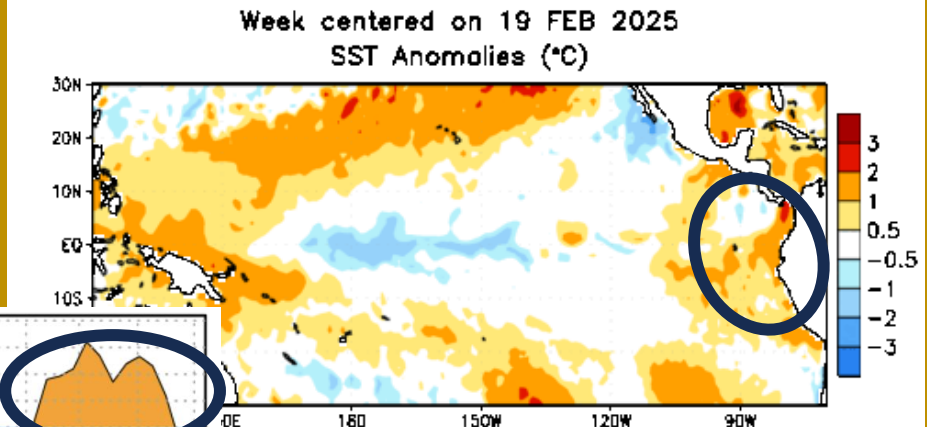 Week centered on 19 FEB 2025
SST Anomalies (°C)
30N
20N
10N
EQ
10S
180
150W
120W
90W
3
2
1
0.5
-0.5
-1
-2
-3